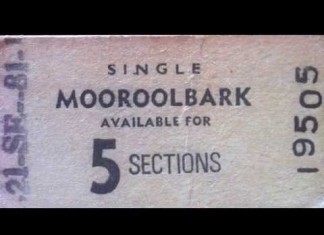 SINGLE
MOOROOLBARK
AVAILABLE FOR
5 SECTIONS
21-SE-81
19505